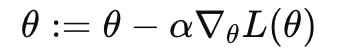 θ := θ − α∇_θ L(θ)